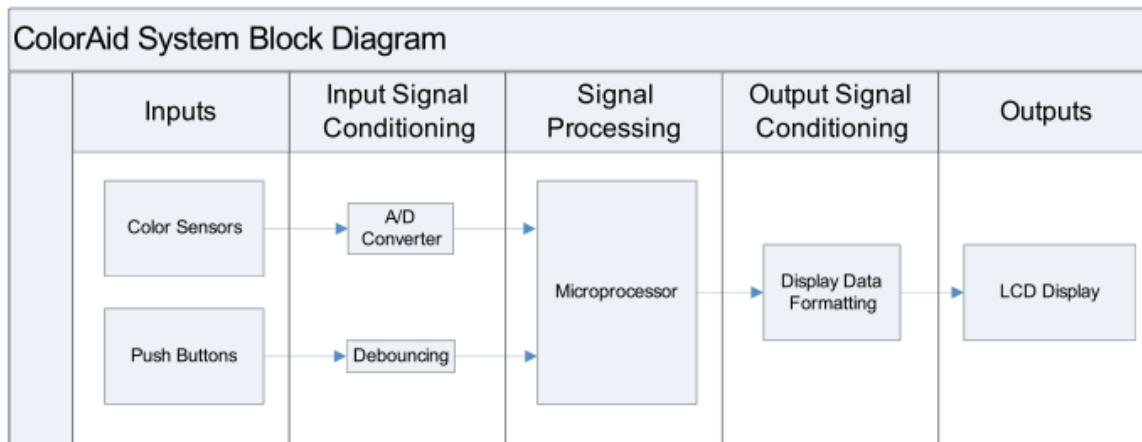 ColorAid System Block Diagram
Inputs
Input Signal
Conditioning
Signal
Processing
Output Signal
Conditioning
Outputs
Color Sensors
A/D
Converter
Microprocessor
Display Data
Formatting
LCD Display
Push Buttons
Debouncing